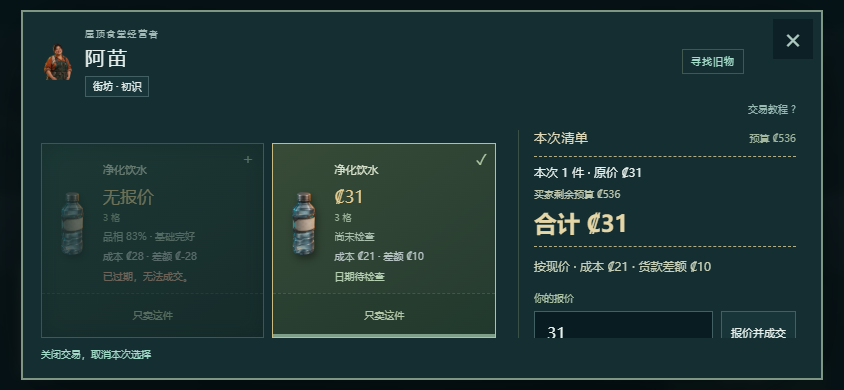 屋顶食堂经营者
阿苗
街坊 · 初识
寻找旧物
×
交易教程 ?
+
净化饮水
无报价
3 格
品相 83% · 基础完好
成本 ₡28 · 差额 ₡-28
已过期，无法成交。
只卖这件
✓
净化饮水
₡31
3 格
尚未检查
成本 ₡21 · 差额 ₡10
日期待检查
只卖这件
本次清单
预算 ₡536
本次 1 件 · 原价 ₡31
买家剩余预算 ₡536
合计 ₡31
按现价 · 成本 ₡21 · 货款差额 ₡10
你的报价
31
报价并成交
关闭交易，取消本次选择